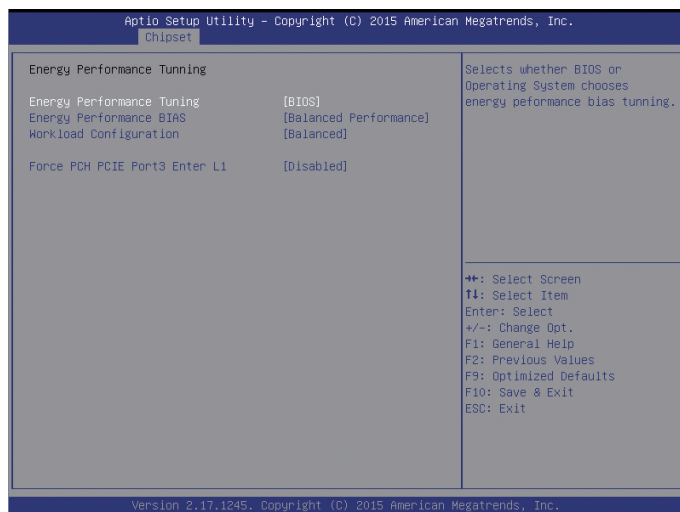 Aptio Setup Utility – Copyright (C) 2015 American Megatrends, Inc.
Chipset
Energy Performance Tunning
Energy Performance Tuning [BIOS]
Energy Performance BIAS [Balanced Performance]
Workload Configuration [Balanced]
Force PCH PCIE Port3 Enter L1 [Disabled]
Selects whether BIOS or
Operating System chooses
energy peformance bias tunning.
→←: Select Screen
↑↓: Select Item
Enter: Select
+/-: Change Opt.
F1: General Help
F2: Previous Values
F9: Optimized Defaults
F10: Save & Exit
ESC: Exit
Version 2.17.1245. Copyright (C) 2015 American Megatrends, Inc.